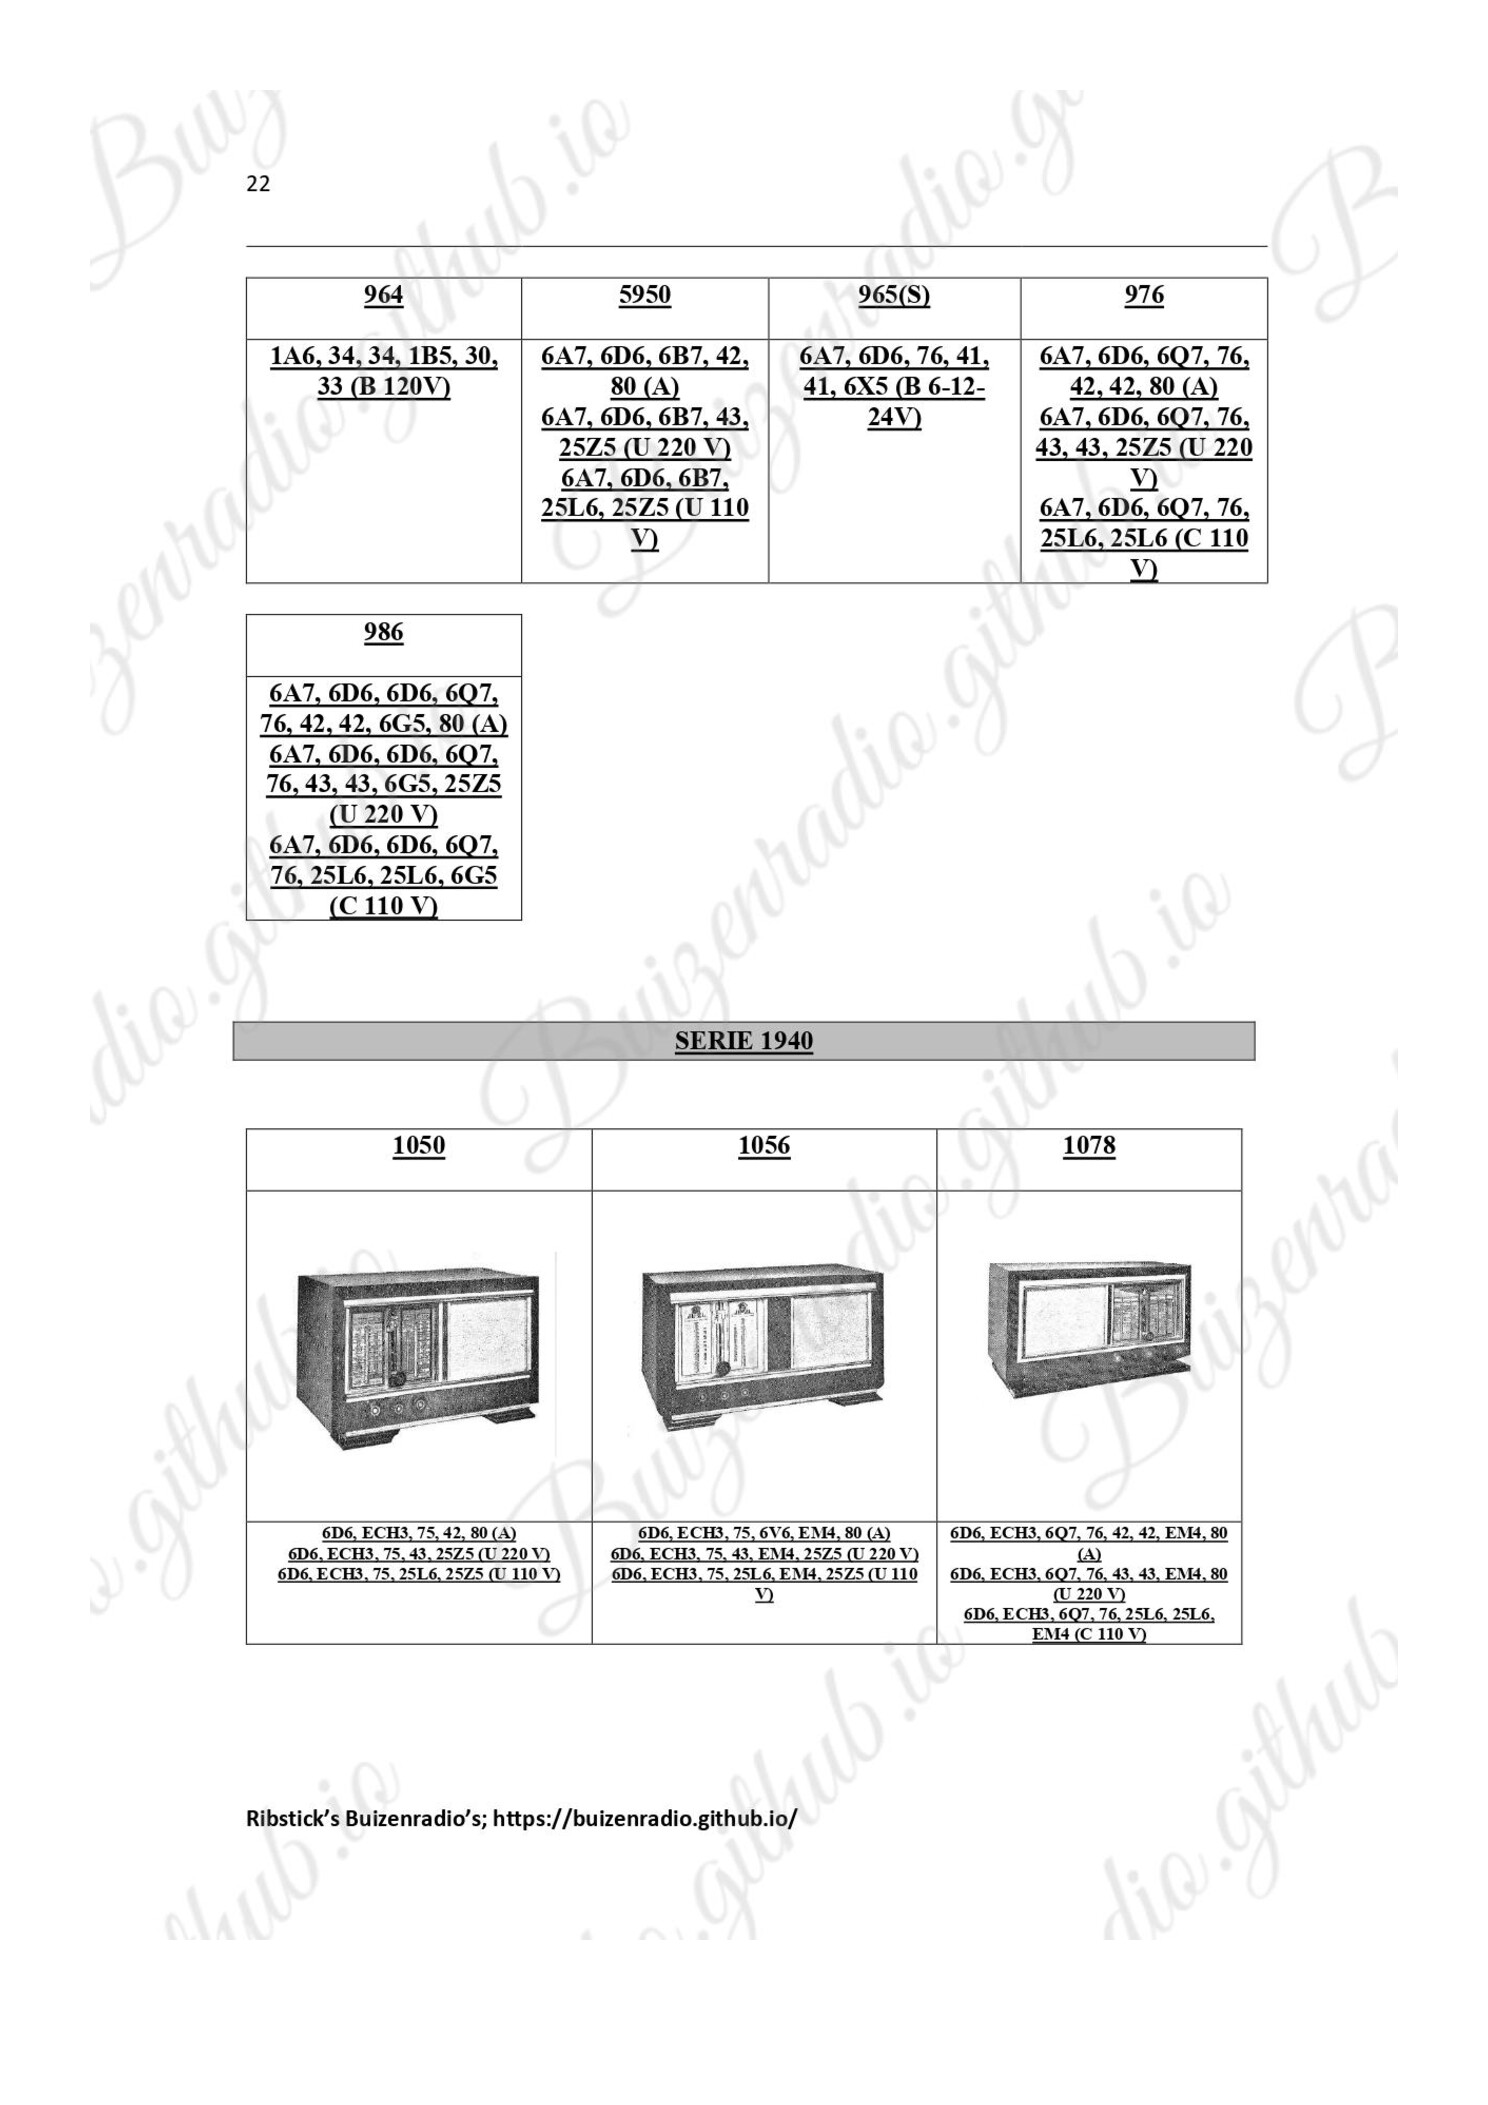 22
964
5950
965(S)
976
1A6, 34, 34, 1B5, 30,
33 (B 120V)
6A7, 6D6, 6B7, 42,
80 (A)
6A7, 6D6, 6B7, 43,
25Z5 (U 220 V)
6A7, 6D6, 6B7,
25L6, 25Z5 (U 110
V)
6A7, 6D6, 76, 41,
41, 6X5 (B 6-12-
24V)
6A7, 6D6, 6Q7, 76,
42, 42, 80 (A)
6A7, 6D6, 6Q7, 76,
43, 43, 25Z5 (U 220
V)
6A7, 6D6, 6Q7, 76,
25L6, 25L6 (C 110
V)
986
6A7, 6D6, 6D6, 6Q7,
76, 42, 42, 6G5, 80 (A)
6A7, 6D6, 6D6, 6Q7,
76, 43, 43, 6G5, 25Z5
(U 220 V)
6A7, 6D6, 6D6, 6Q7,
76, 25L6, 25L6, 6G5
(C 110 V)
SERIE 1940
1050
1056
1078
6D6, ECH3, 75, 42, 80 (A)
6D6, ECH3, 75, 43, 25Z5 (U 220 V)
6D6, ECH3, 75, 25L6, 25Z5 (U 110 V)
6D6, ECH3, 75, 6V6, EM4, 80 (A)
6D6, ECH3, 75, 43, EM4, 25Z5 (U 220 V)
6D6, ECH3, 75, 25L6, EM4, 25Z5 (U 110
V)
6D6, ECH3, 6Q7, 76, 42, 42, EM4, 80
(A)
6D6, ECH3, 6Q7, 76, 43, 43, EM4, 80
(U 220 V)
6D6, ECH3, 6Q7, 76, 25L6, 25L6,
EM4 (C 110 V)
Ribstick’s Buizenradio’s; https://buizenradio.github.io/
Buizenradio.github.io